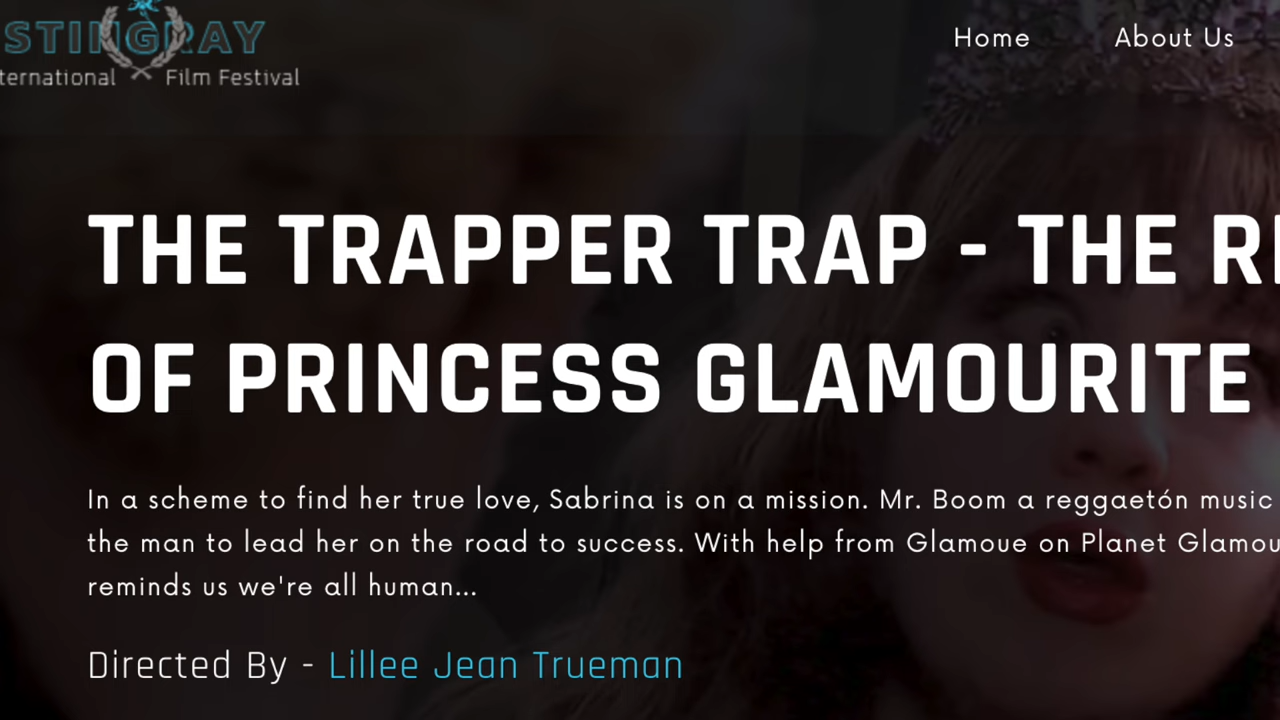 STINGRAY
Home About Us
ternational Film Festival
THE TRAPPER TRAP - THE R
OF PRINCESS GLAMOURITE
In a scheme to find her true love, Sabrina is on a mission. Mr. Boom a reggaetón music
the man to lead her on the road to success. With help from Glamoue on Planet Glamou
reminds us we're all human...
Directed By - Lillee Jean Trueman